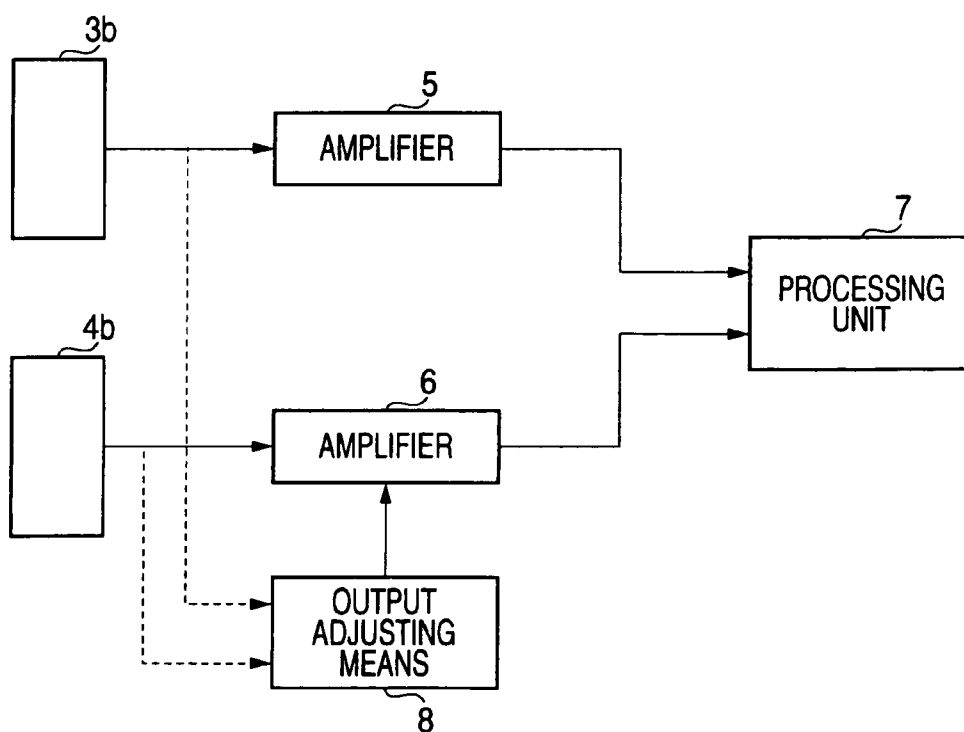 3b
5
AMPLIFIER
7
PROCESSING
UNIT
4b
6
AMPLIFIER
OUTPUT
ADJUSTING
MEANS
8